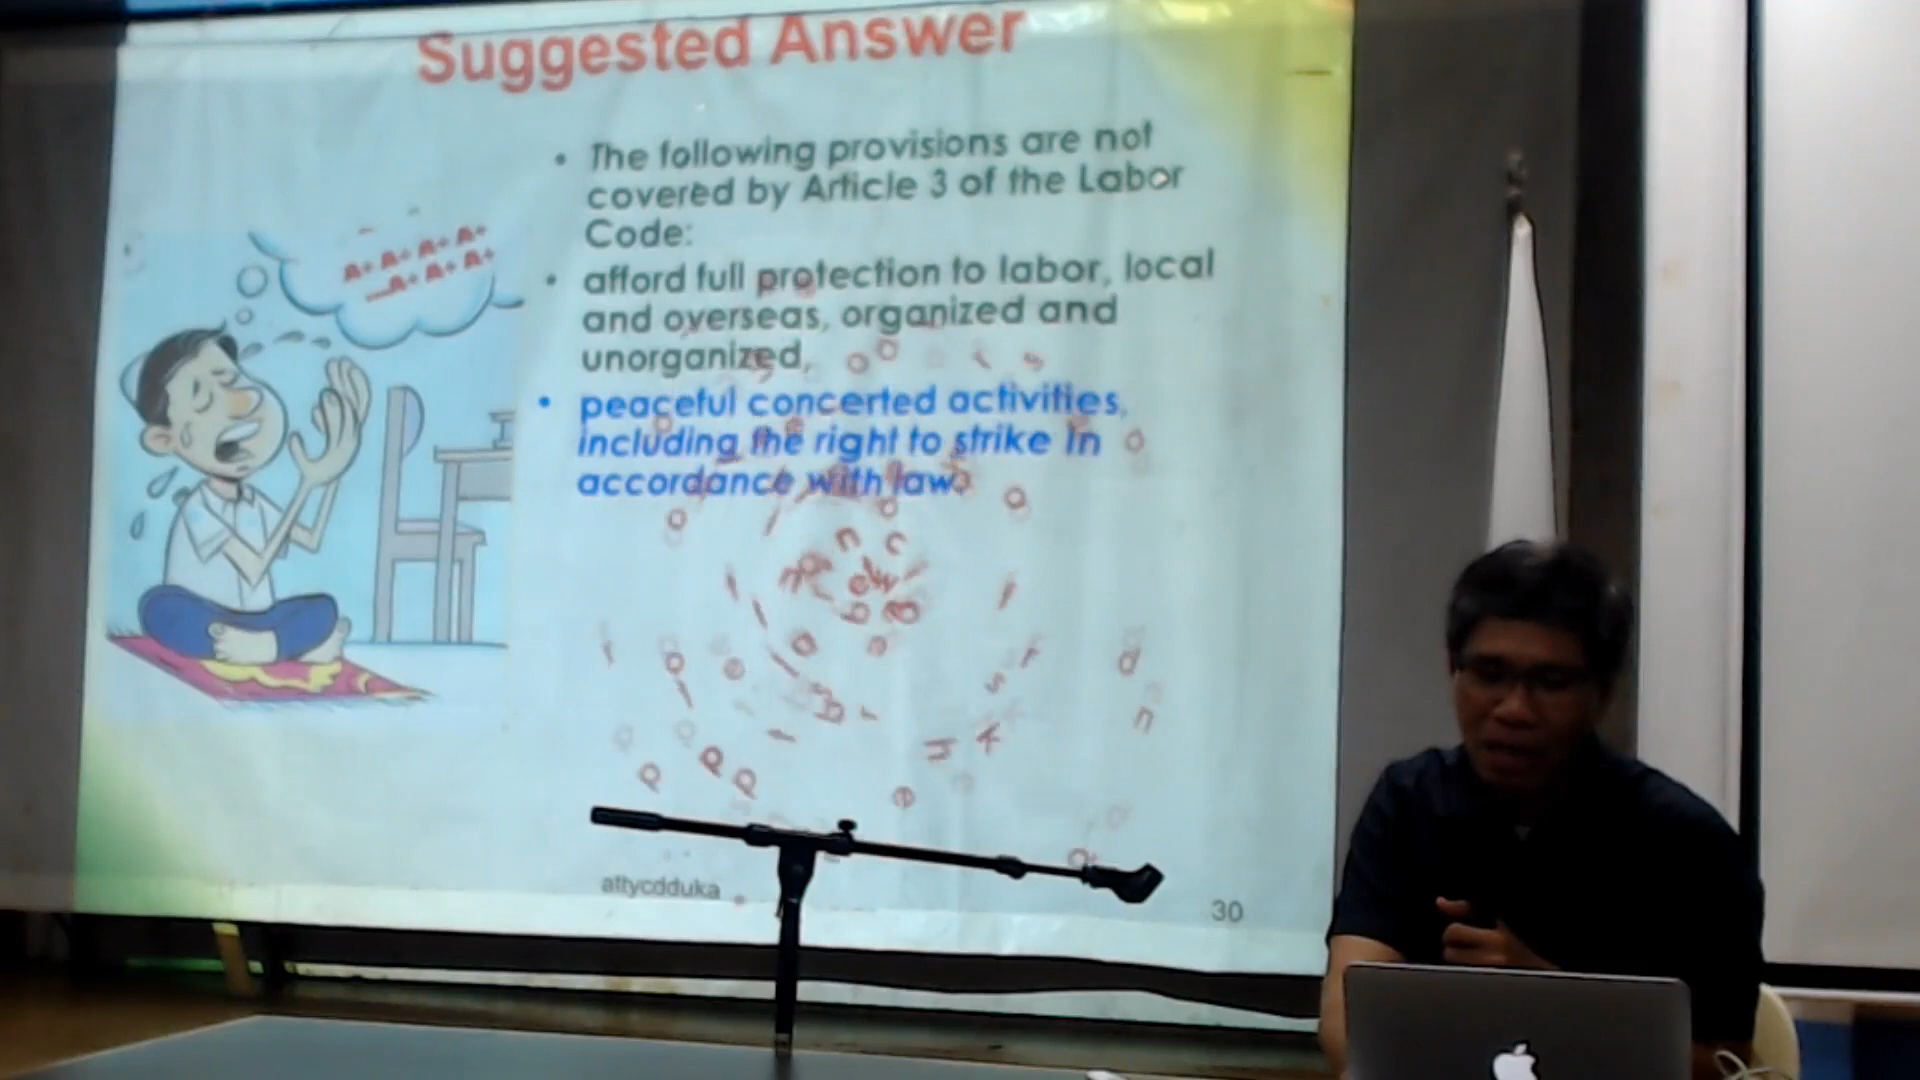 Suggested Answer
• The following provisions are not
covered by Article 3 of the Labor
Code:
• afford full protection to labor, local
and overseas, organized and
unorganized,
• peaceful concerted activities,
including the right to strike in
accordance with law.
A+ A+ A+ A+
...A+ A+ A+
attycdduka
30